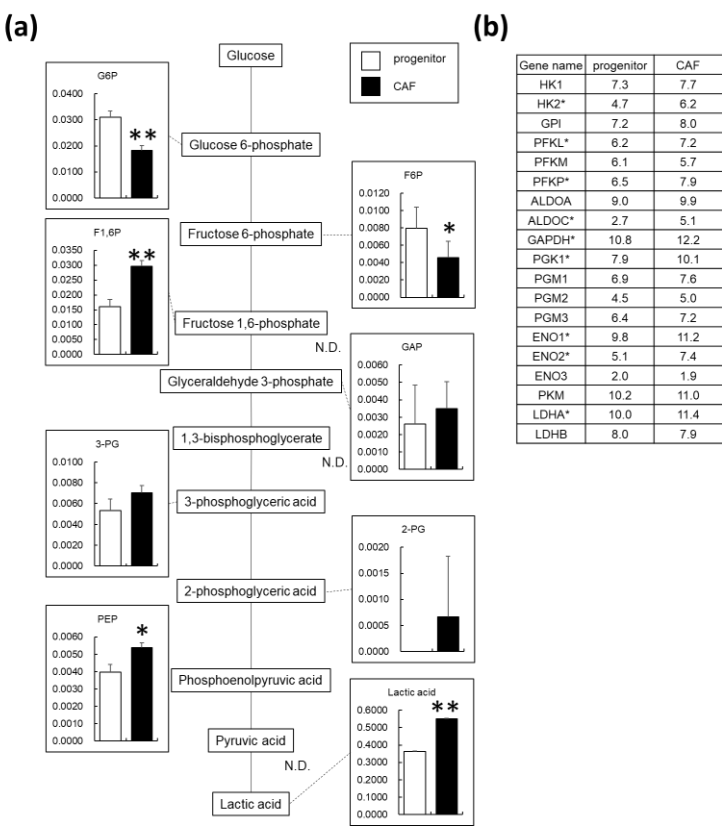 (a)
(b)
Glucose
progenitor
CAF
G6P
0.0400
0.0300
0.0200
0.0100
0.0000
**
Glucose 6-phosphate
F6P
0.0120
0.0100
0.0080
0.0060
0.0040
0.0020
0.0000
*
Fructose 6-phosphate
F1,6P
0.0350
0.0300
0.0250
0.0200
0.0150
0.0100
0.0050
0.0000
**
Fructose 1,6-phosphate
N.D.
GAP
0.0060
0.0050
0.0040
0.0030
0.0020
0.0010
0.0000
Glyceraldehyde 3-phosphate
1,3-bisphosphoglycerate
N.D.
3-PG
0.0100
0.0080
0.0060
0.0040
0.0020
0.0000
3-phosphoglyceric acid
2-PG
0.0020
0.0015
0.0010
0.0005
0.0000
2-phosphoglyceric acid
PEP
0.0060
0.0040
0.0020
0.0000
*
Phosphoenolpyruvic acid
Pyruvic acid
N.D.
Lactic acid
0.6000
0.5000
0.4000
0.3000
0.2000
0.1000
0.0000
**
Lactic acid
Gene name progenitor CAF
HK1 7.3 7.7
HK2* 4.7 6.2
GPI 7.2 8.0
PFKL* 6.2 7.2
PFKM 6.1 5.7
PFKP* 6.5 7.9
ALDOA 9.0 9.9
ALDOC* 2.7 5.1
GAPDH* 10.8 12.2
PGK1* 7.9 10.1
PGM1 6.9 7.6
PGM2 4.5 5.0
PGM3 6.4 7.2
ENO1* 9.8 11.2
ENO2* 5.1 7.4
ENO3 2.0 1.9
PKM 10.2 11.0
LDHA* 10.0 11.4
LDHB 8.0 7.9